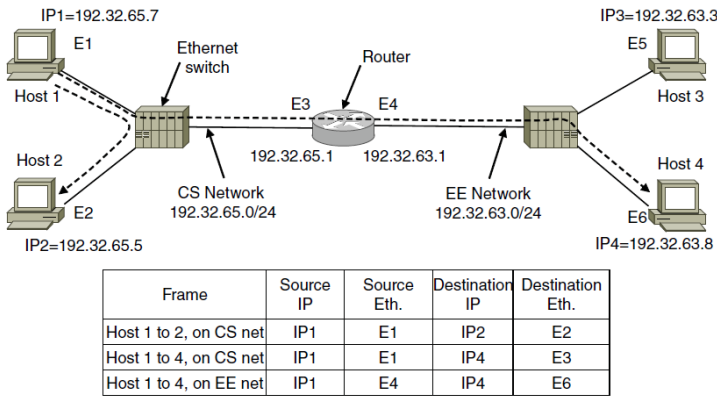 IP1=192.32.65.7
IP3=192.32.63.3
E1
Ethernet
switch
Router
E5
Host 1
E3
E4
Host 3
Host 2
192.32.65.1
192.32.63.1
Host 4
CS Network
192.32.65.0/24
EE Network
192.32.63.0/24
E2
E6
IP2=192.32.65.5
IP4=192.32.63.8
Frame
Source
IP
Source
Eth.
Destination
IP
Destination
Eth.
Host 1 to 2, on CS net IP1 E1 IP2 E2
Host 1 to 4, on CS net IP1 E1 IP4 E3
Host 1 to 4, on EE net IP1 E4 IP4 E6